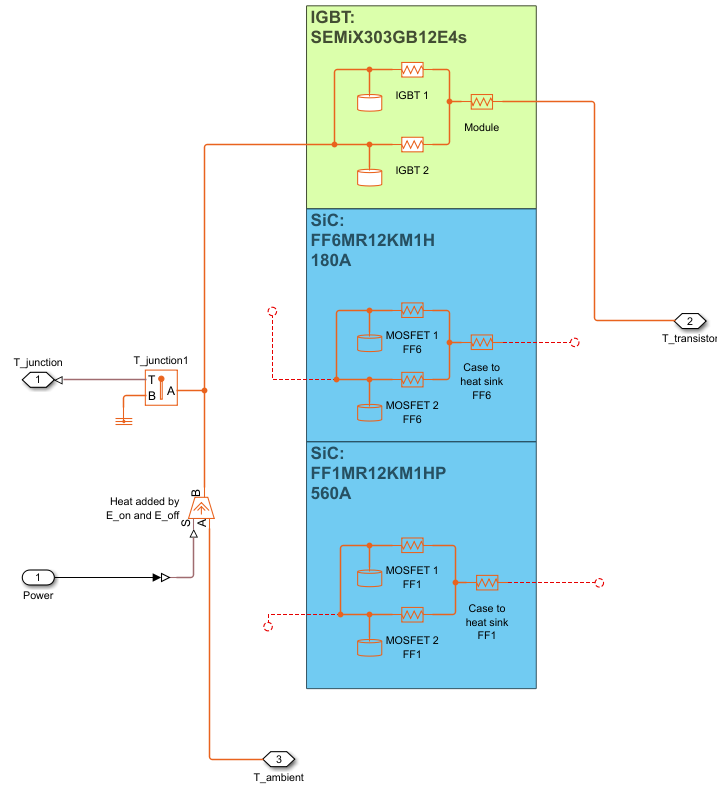 IGBT:
SEMiX303GB12E4s
IGBT 1
Module
IGBT 2
SiC:
FF6MR12KM1H
180A
MOSFET 1
FF6
Case to
heat sink
FF6
MOSFET 2
FF6
2
T_transistor
T_junction
1
T_junction1
T
B
A
SiC:
FF1MR12KM1HP
560A
Heat added by
E_on and E_off
B
S
A
MOSFET 1
FF1
Case to
heat sink
FF1
MOSFET 2
FF1
1
Power
3
T_ambient